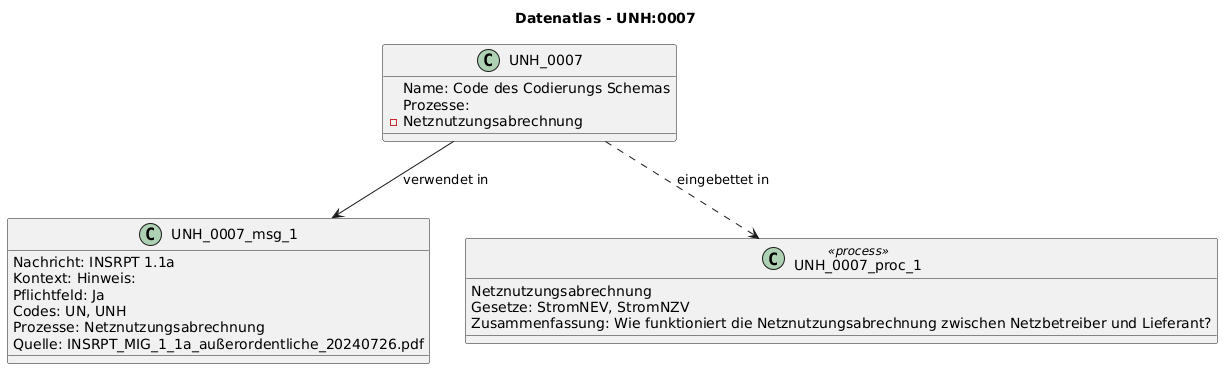 Datenatlas - UNH:0007
C UNH_0007
Name: Code des Codierungs Schemas
Prozesse:
Netznutzungsabrechnung
verwendet in
eingebettet in
C UNH_0007_msg_1
Nachricht: INSRPT 1.1a
Kontext: Hinweis:
Pflichtfeld: Ja
Codes: UN, UNH
Prozesse: Netznutzungsabrechnung
Quelle: INSRPT_MIG_1_1a_außerordentliche_20240726.pdf
«process»
C UNH_0007_proc_1
Netznutzungsabrechnung
Gesetze: StromNEV, StromNZV
Zusammenfassung: Wie funktioniert die Netznutzungsabrechnung zwischen Netzbetreiber und Lieferant?